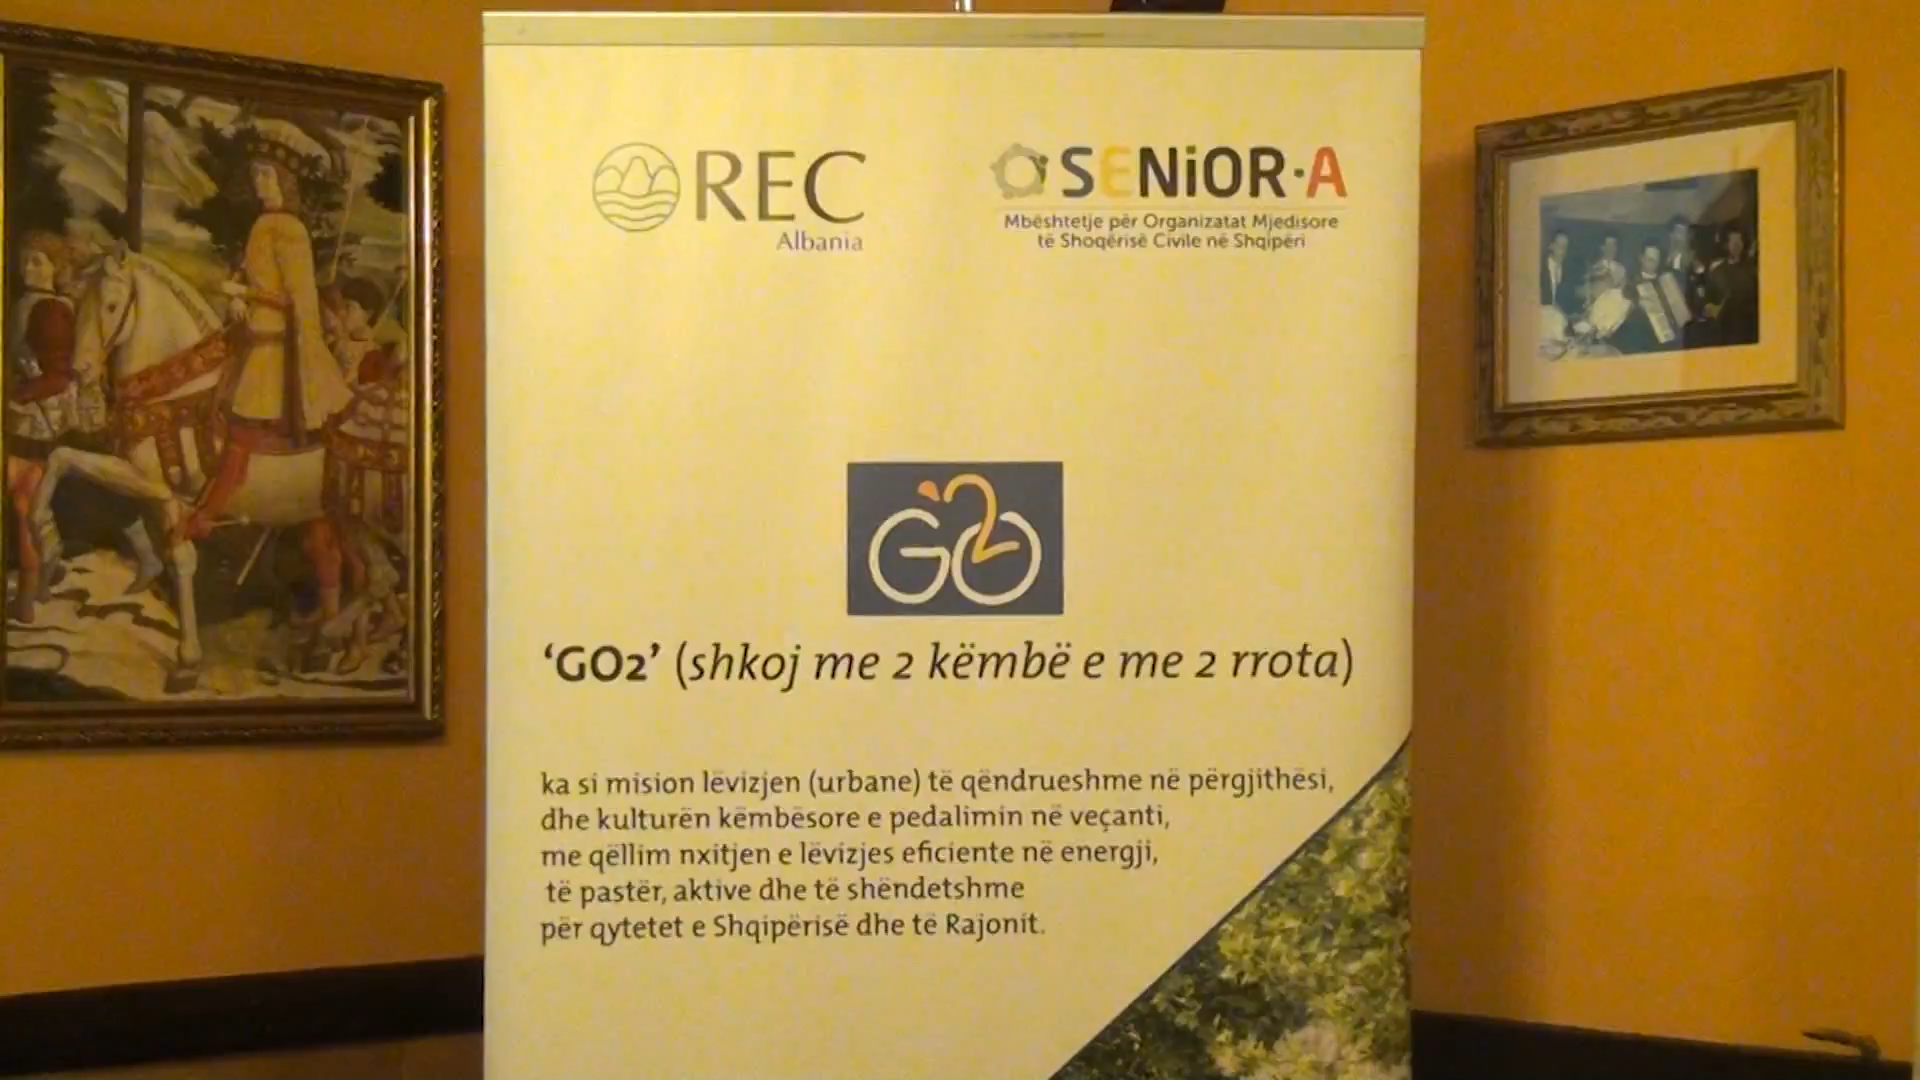 REC
Albania
SENiOR-A
Mbështetje për Organizatat Mjedisore
të Shoqërisë Civile në Shqipëri
GO2
‘GO2’ (shkoj me 2 këmbë e me 2 rrota)
ka si mision lëvizjen (urbane) të qëndrueshme në përgjithësi,
dhe kulturën këmbësore e pedalimin në veçanti,
me qëllim nxitjen e lëvizjes eficiente në energji,
të pastër, aktive dhe të shëndetshme
për qytetet e Shqipërisë dhe të Rajonit.